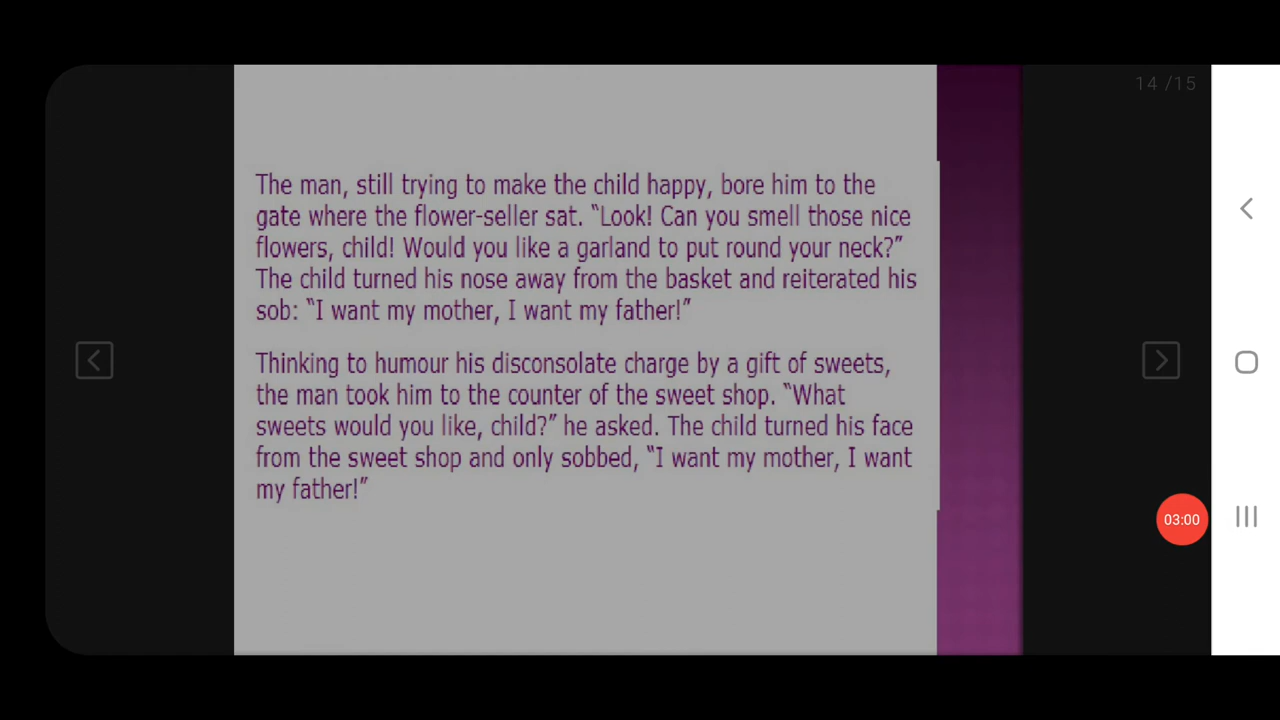 14 /15
The man, still trying to make the child happy, bore him to the
gate where the flower-seller sat. “Look! Can you smell those nice
flowers, child! Would you like a garland to put round your neck?”
The child turned his nose away from the basket and reiterated his
sob: “I want my mother, I want my father!”
Thinking to humour his disconsolate charge by a gift of sweets,
the man took him to the counter of the sweet shop. “What
sweets would you like, child?” he asked. The child turned his face
from the sweet shop and only sobbed, “I want my mother, I want
my father!”
03:00